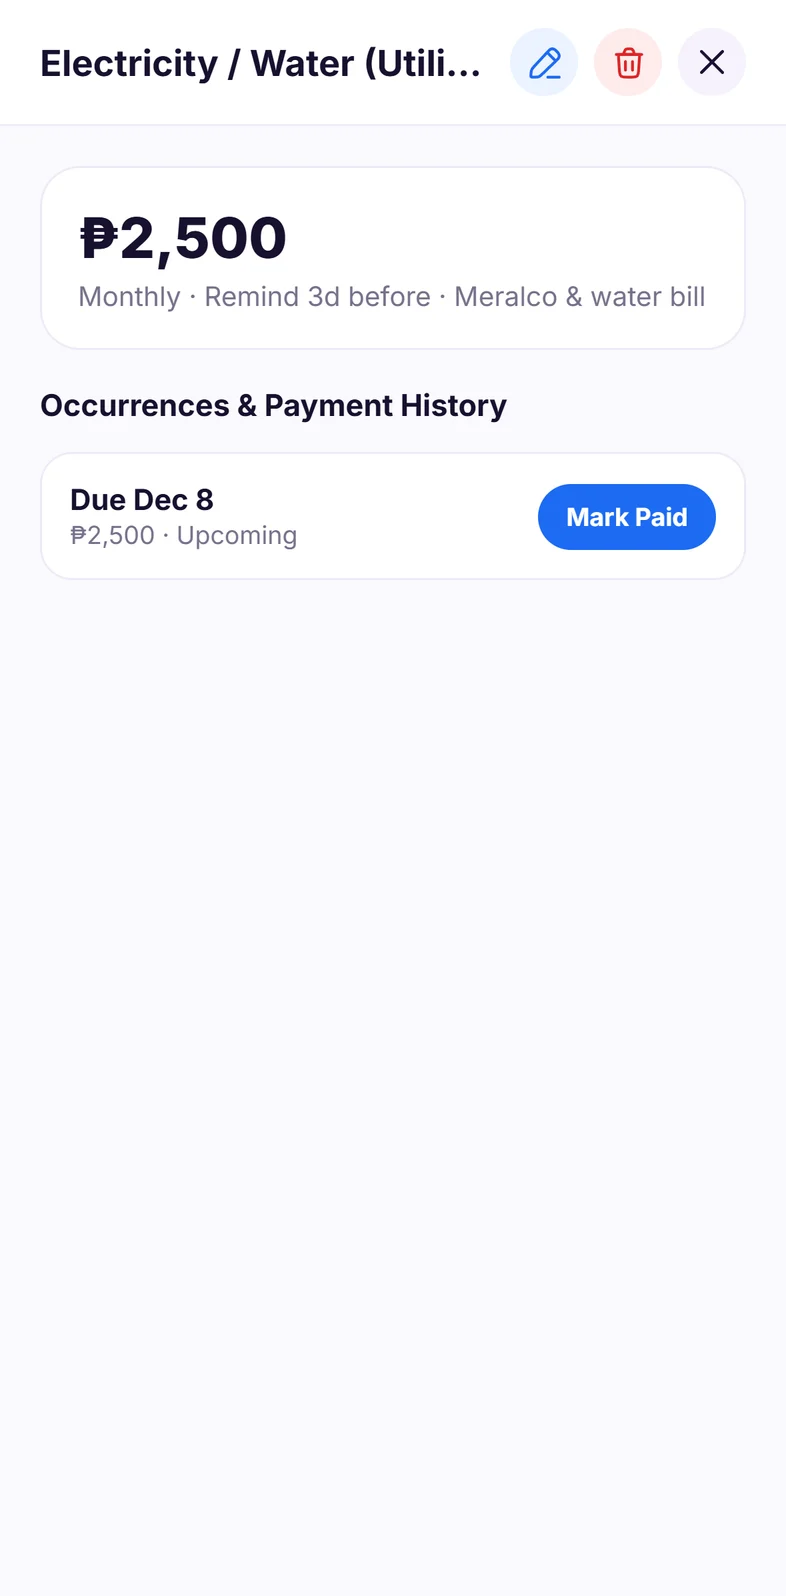 Electricity / Water (Utili...
₱2,500
Monthly · Remind 3d before · Meralco & water bill
Occurrences & Payment History
Due Dec 8
₱2,500 · Upcoming
Mark Paid